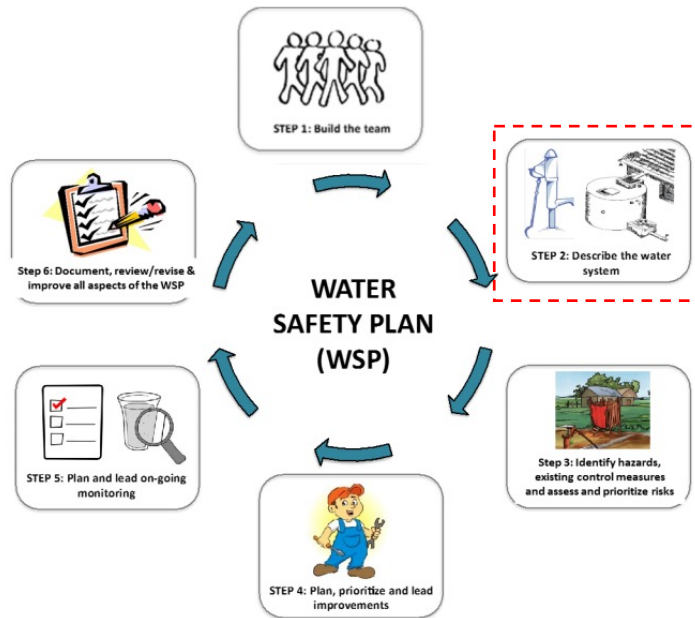 STEP 1: Build the team
STEP 2: Describe the water
system
Step 6: Document, review/revise &
improve all aspects of the WSP
WATER
SAFETY PLAN
(WSP)
Step 3: Identify hazards,
existing control measures
and assess and prioritize risks
STEP 5: Plan and lead on-going
monitoring
STEP 4: Plan, prioritize and lead
improvements